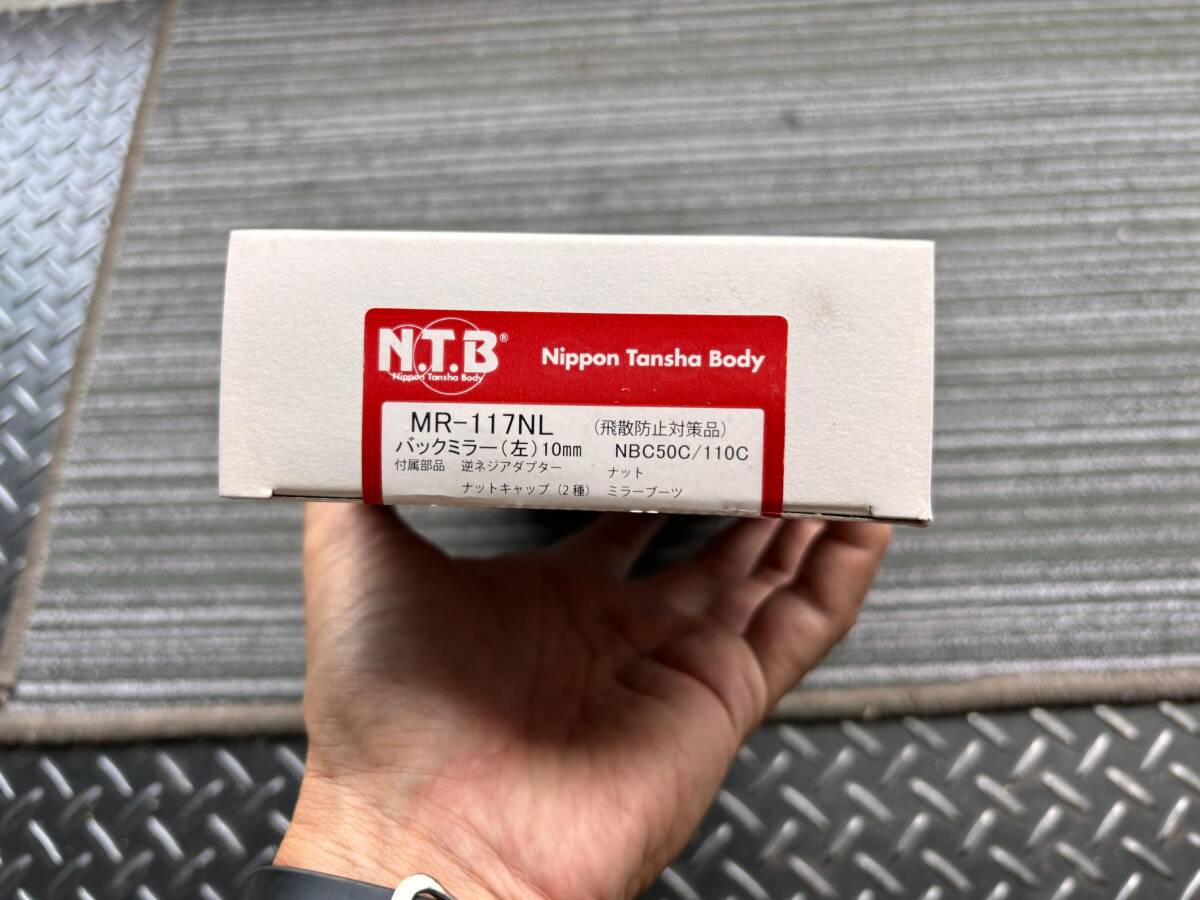 N.T.B®
Nippon Tansha Body
Nippon Tansha Body
MR-117NL (飛散防止対策品)
バックミラー(左)10mm NBC50C/110C
付属部品 逆ネジアダプター ナット
ナットキャップ(2種) ミラーブーツ